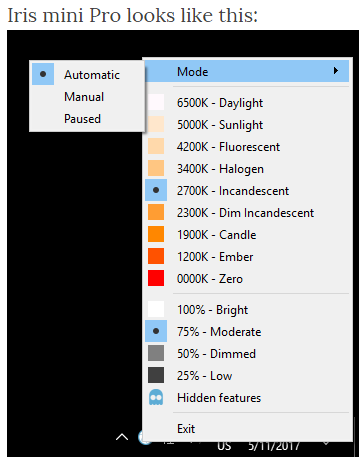 Iris mini Pro looks like this:
Mode
Automatic
Manual
Paused
6500K - Daylight
5000K - Sunlight
4200K - Fluorescent
3400K - Halogen
2700K - Incandescent
2300K - Dim Incandescent
1900K - Candle
1200K - Ember
0000K - Zero
100% - Bright
75% - Moderate
50% - Dimmed
25% - Low
Hidden features
Exit
US 5/11/2017